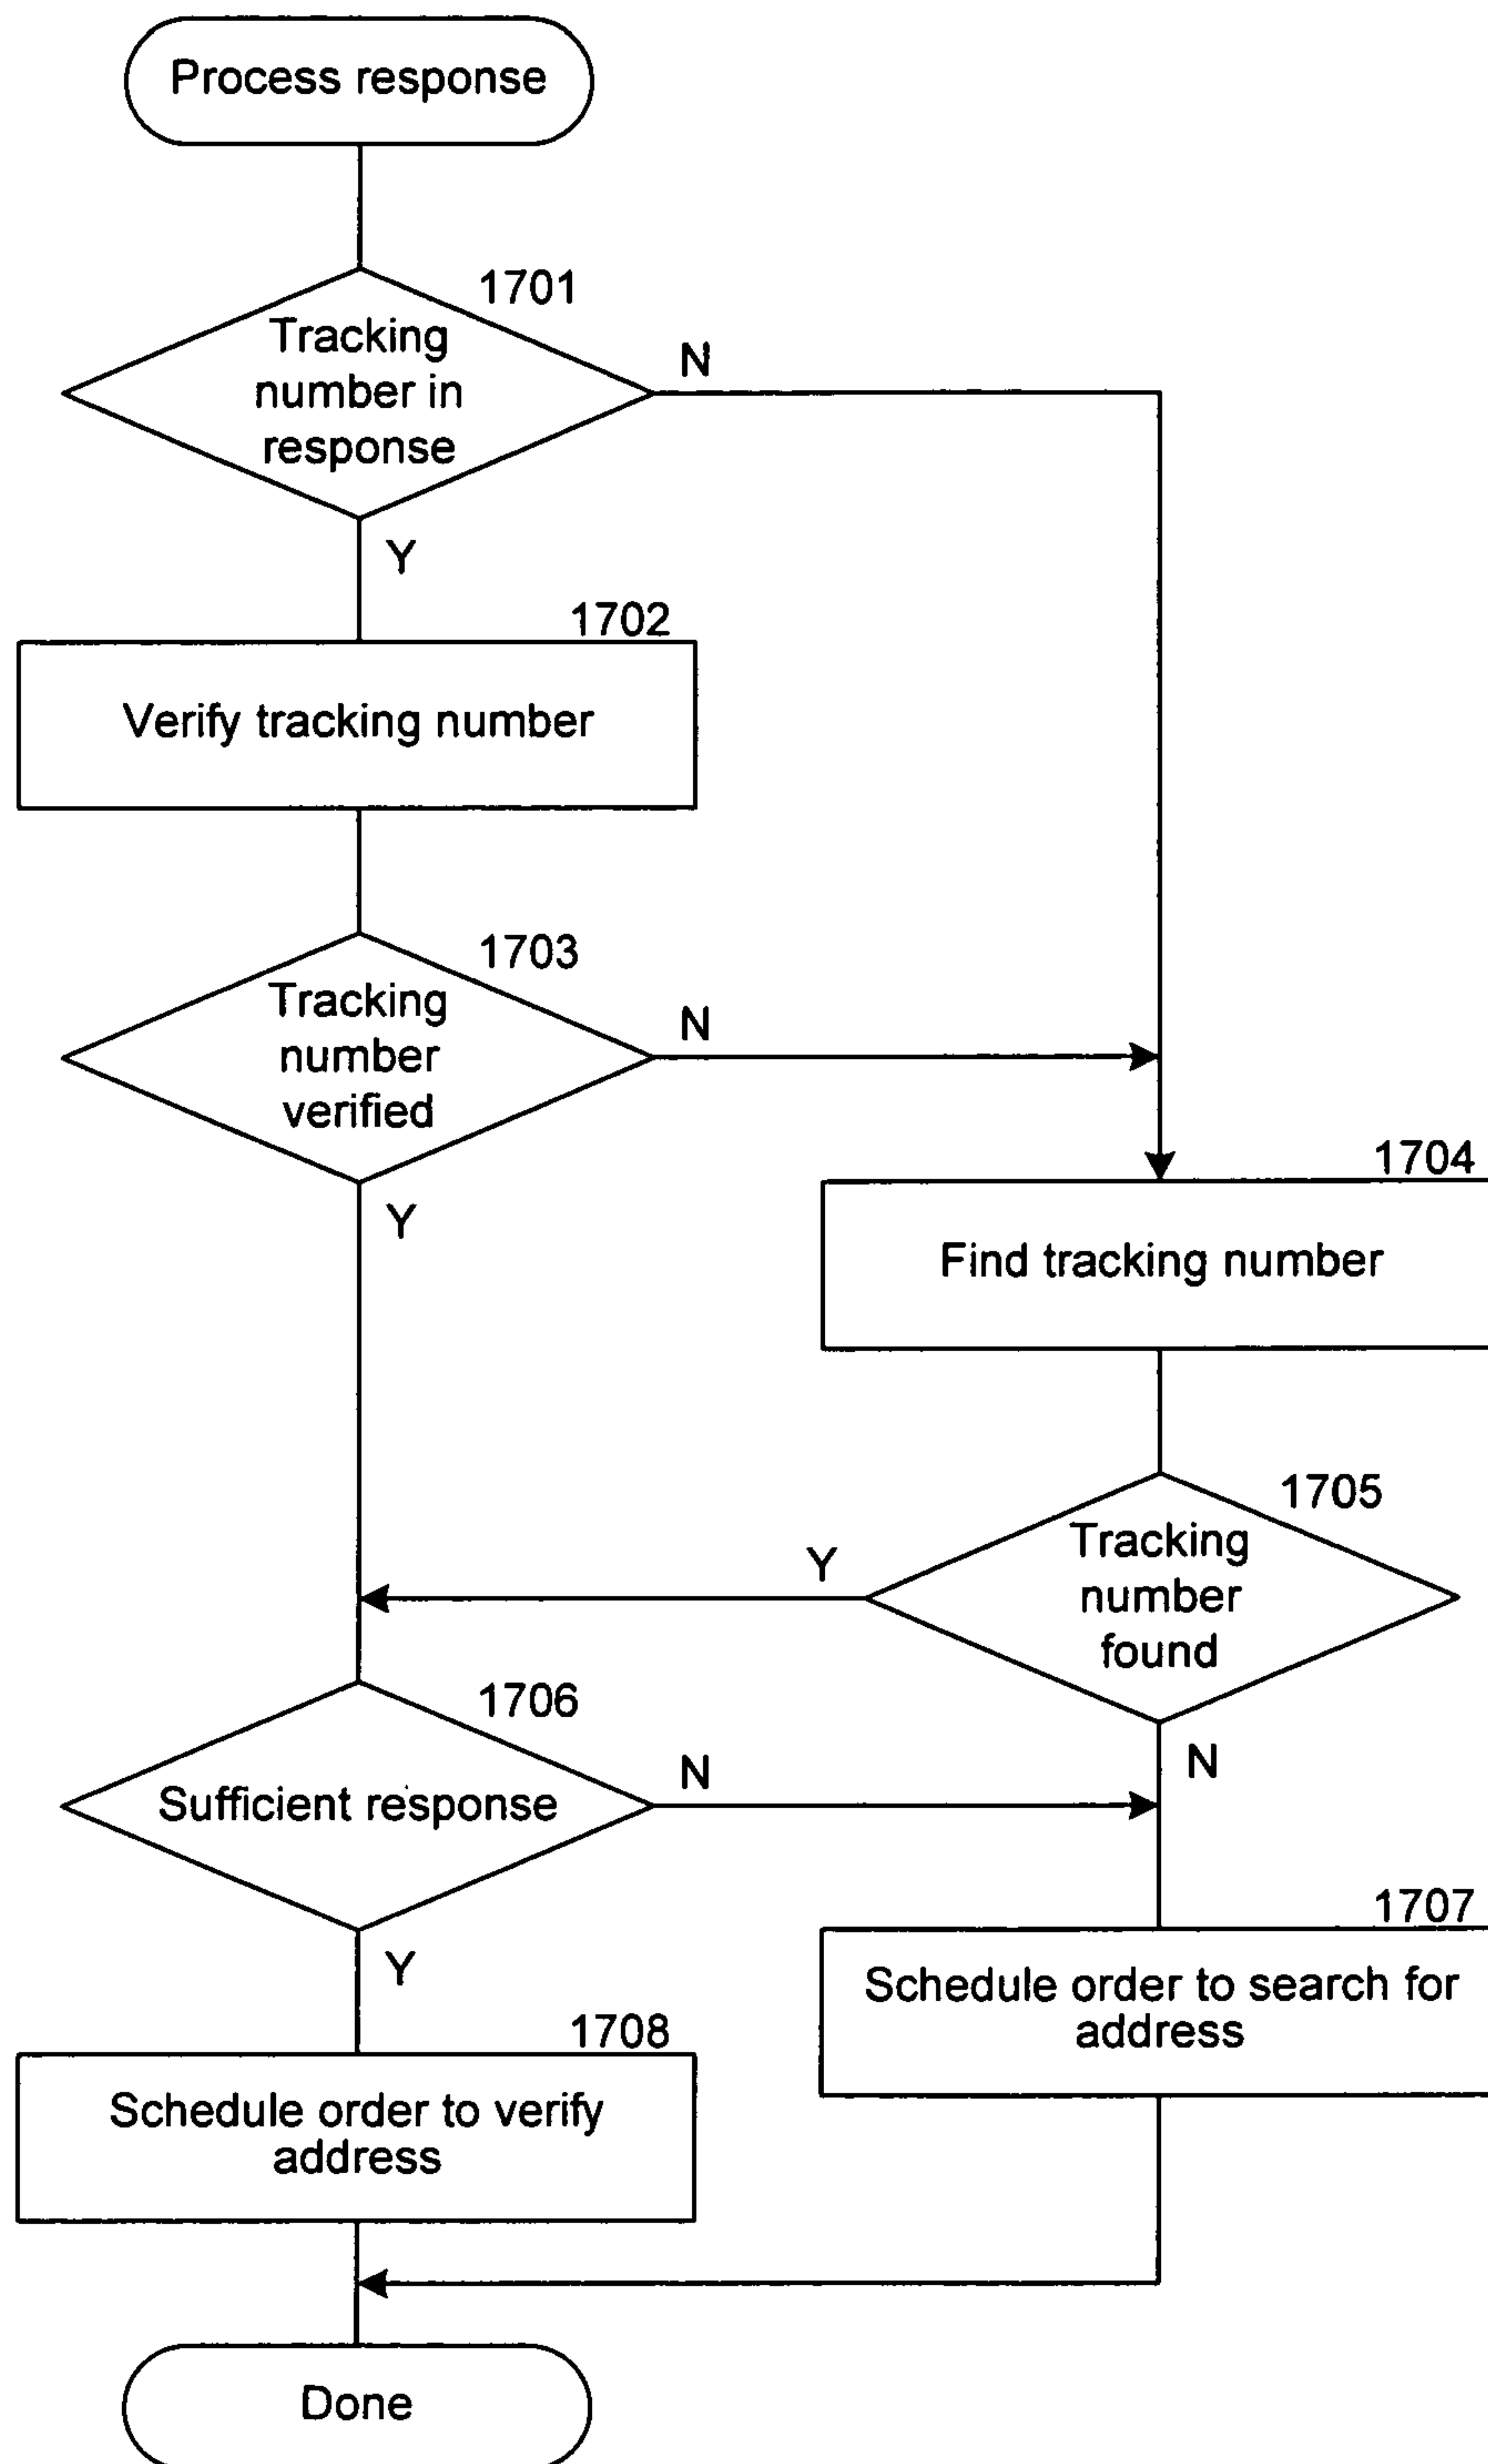 Process response
1701
Tracking
number in
response
N
Y
1702
Verify tracking number
1703
Tracking
number
verified
N
Y
1704
Find tracking number
1705
Tracking
number
found
Y
N
1706
Sufficient response
N
Y
1707
Schedule order to search for
address
1708
Schedule order to verify
address
Done